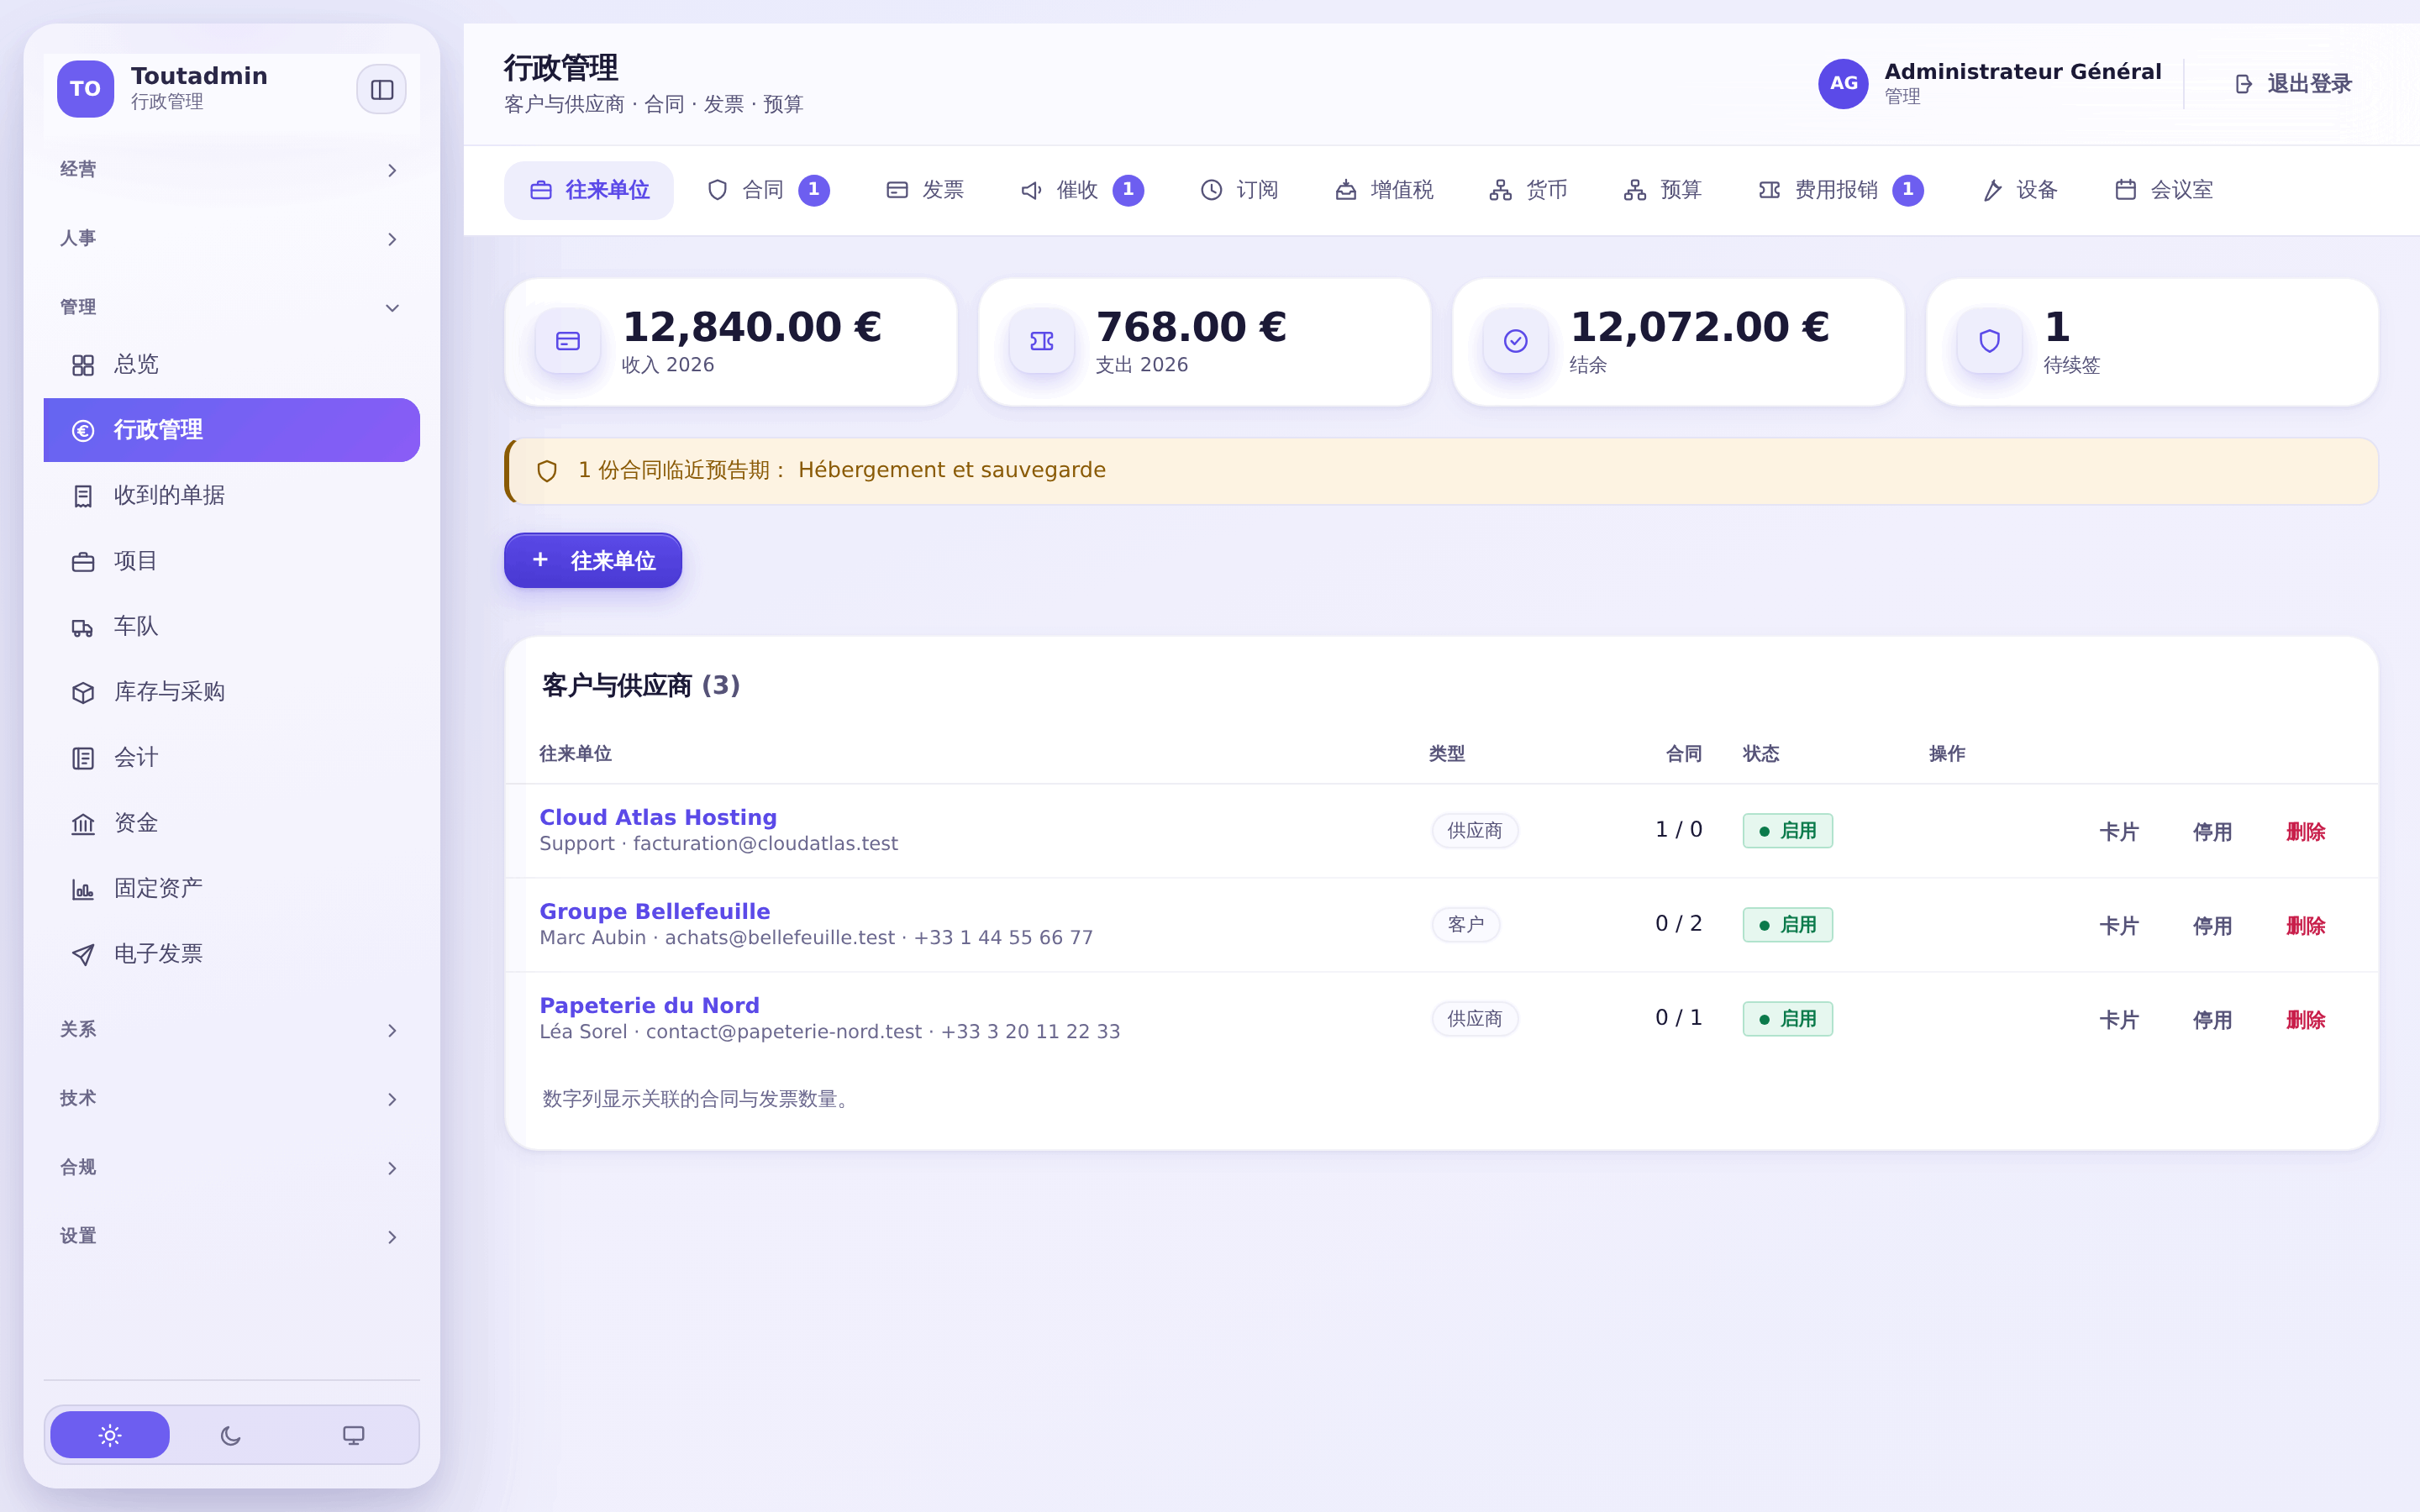 TO
Toutadmin
行政管理
经营
人事
管理
总览
行政管理
收到的单据
项目
车队
库存与采购
会计
资金
固定资产
电子发票
关系
技术
合规
设置
行政管理
客户与供应商 · 合同 · 发票 · 预算
AG
Administrateur Général
管理
退出登录
往来单位
合同 1
发票
催收 1
订阅
增值税
货币
预算
费用报销 1
设备
会议室
12,840.00 €
收入 2026
768.00 €
支出 2026
12,072.00 €
结余
1
待续签
1 份合同临近预告期： Hébergement et sauvegarde
+ 往来单位
客户与供应商 (3)
往来单位 类型 合同 状态 操作
Cloud Atlas Hosting
Support · facturation@cloudatlas.test
供应商 1 / 0 启用 卡片 停用 删除
Groupe Bellefeuille
Marc Aubin · achats@bellefeuille.test · +33 1 44 55 66 77
客户 0 / 2 启用 卡片 停用 删除
Papeterie du Nord
Léa Sorel · contact@papeterie-nord.test · +33 3 20 11 22 33
供应商 0 / 1 启用 卡片 停用 删除
数字列显示关联的合同与发票数量。